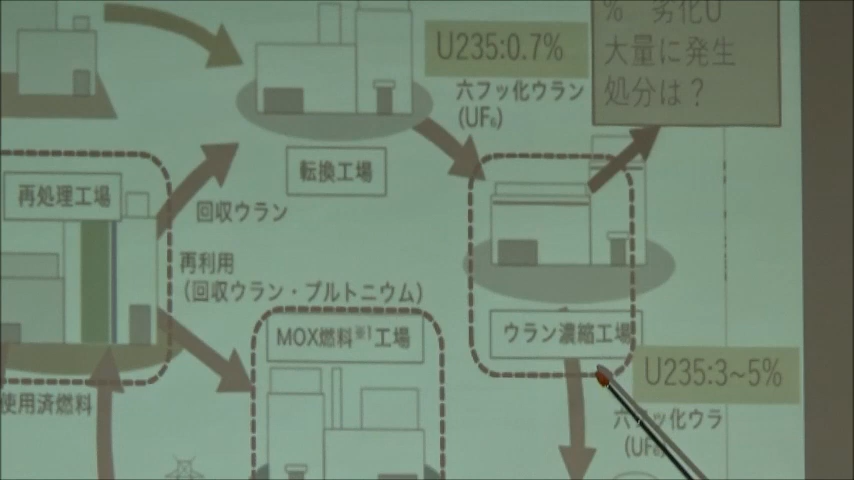 % 劣化U
大量に発生
処分は？
U235:0.7%
六フッ化ウラン
(UF₆)
転換工場
再処理工場
回収ウラン
再利用
（回収ウラン・プルトニウム）
MOX燃料※1工場
ウラン濃縮工場
U235:3~5%
六フッ化ウラ
(UF₆)
使用済燃料